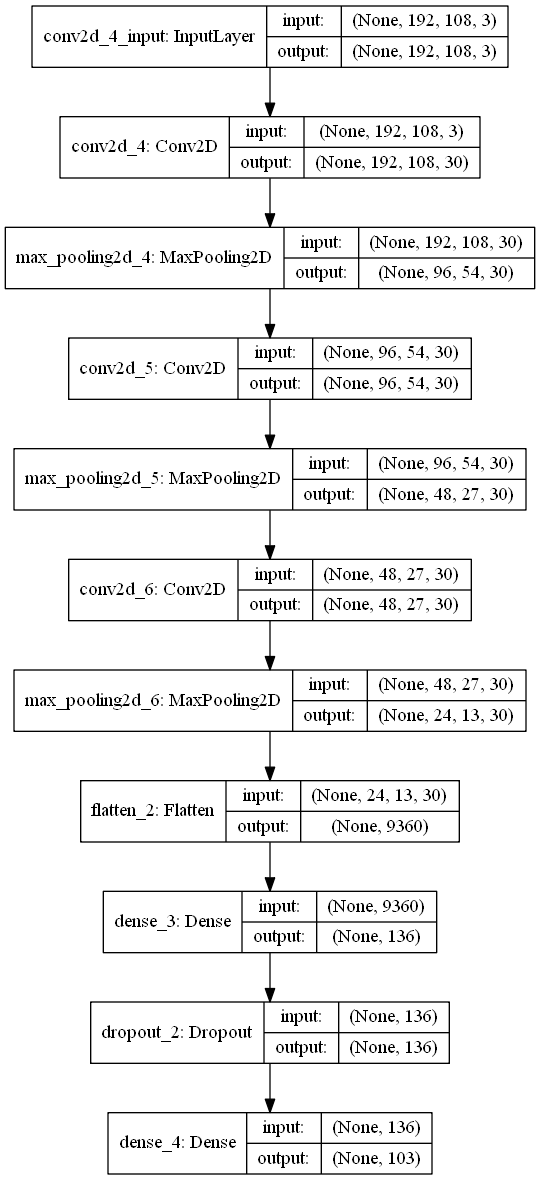 conv2d_4_input: InputLayer
input: (None, 192, 108, 3)
output: (None, 192, 108, 3)
conv2d_4: Conv2D
input: (None, 192, 108, 3)
output: (None, 192, 108, 30)
max_pooling2d_4: MaxPooling2D
input: (None, 192, 108, 30)
output: (None, 96, 54, 30)
conv2d_5: Conv2D
input: (None, 96, 54, 30)
output: (None, 96, 54, 30)
max_pooling2d_5: MaxPooling2D
input: (None, 96, 54, 30)
output: (None, 48, 27, 30)
conv2d_6: Conv2D
input: (None, 48, 27, 30)
output: (None, 48, 27, 30)
max_pooling2d_6: MaxPooling2D
input: (None, 48, 27, 30)
output: (None, 24, 13, 30)
flatten_2: Flatten
input: (None, 24, 13, 30)
output: (None, 9360)
dense_3: Dense
input: (None, 9360)
output: (None, 136)
dropout_2: Dropout
input: (None, 136)
output: (None, 136)
dense_4: Dense
input: (None, 136)
output: (None, 103)